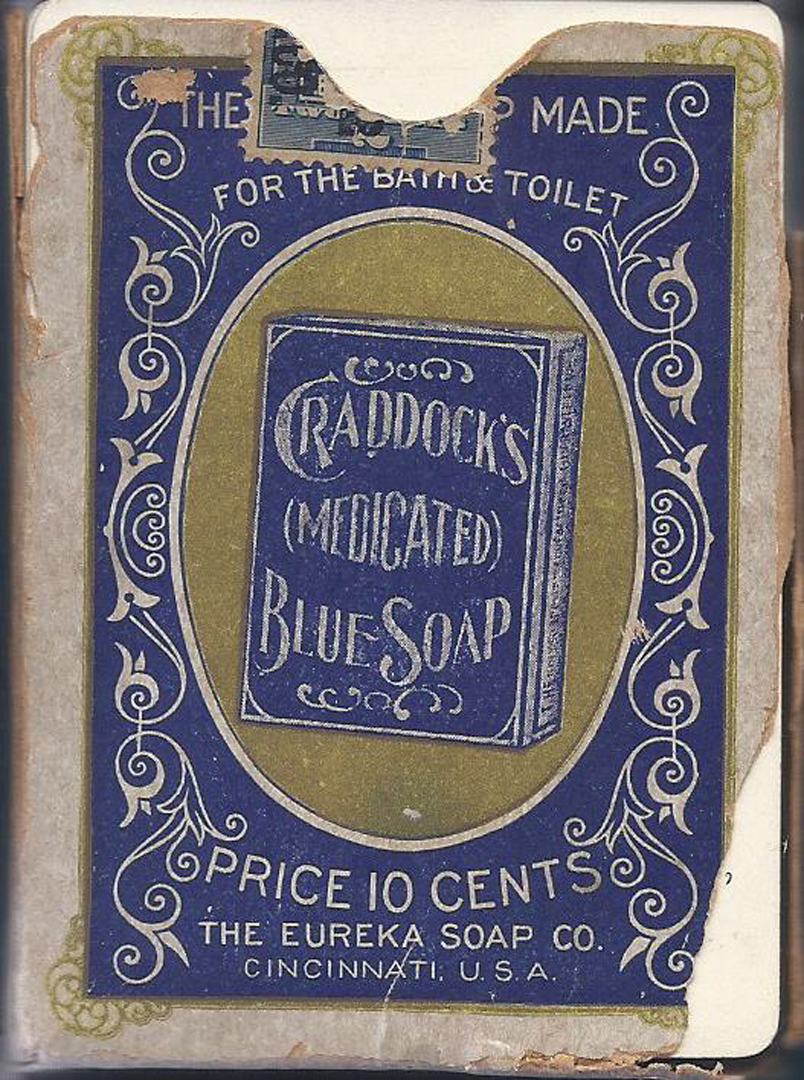 THE P MADE
FOR THE BATH & TOILET
CRADDOCK'S
(MEDICATED)
BLUE SOAP
PRICE 10 CENTS
THE EUREKA SOAP CO.
CINCINNATI, U.S.A.